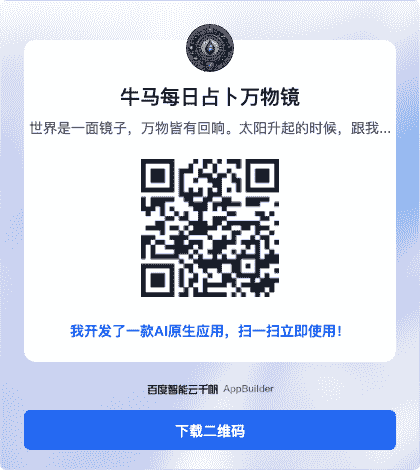 牛马每日占卜万物镜
世界是一面镜子，万物皆有回响。太阳升起的时候，跟我...
我开发了一款AI原生应用，扫一扫立即使用！
百度智能云千帆 AppBuilder
下载二维码